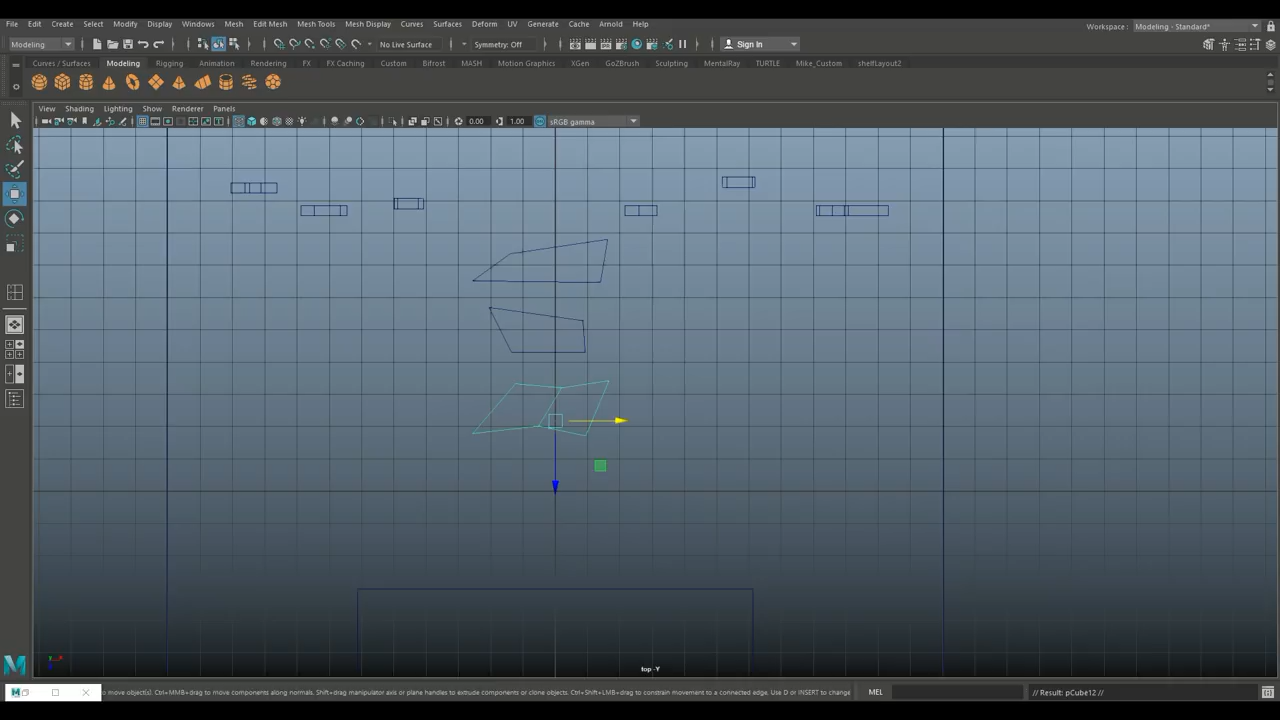 File Edit Create Select Modify Display Windows Mesh Edit Mesh Mesh Tools Mesh Display Curves Surfaces Deform UV Generate Cache Arnold Help
Workspace : Modeling - Standard*
Modeling No Live Surface Symmetry: Off Sign In
Curves / Surfaces Modeling Rigging Animation Rendering FX FX Caching Custom Bifrost MASH Motion Graphics XGen GoZBrush Sculpting MentalRay TURTLE Mike_Custom shelfLayout2
View Shading Lighting Show Renderer Panels
0.00 1.00 sRGB gamma
top -Y
to move object(s). Ctrl+MMB+drag to move components along normals. Shift+drag manipulator axis or plane handles to extrude components or clone objects. Ctrl+Shift+LMB+drag to constrain movement to a connected edge. Use D or INSERT to change
MEL
// Result: pCube12 //